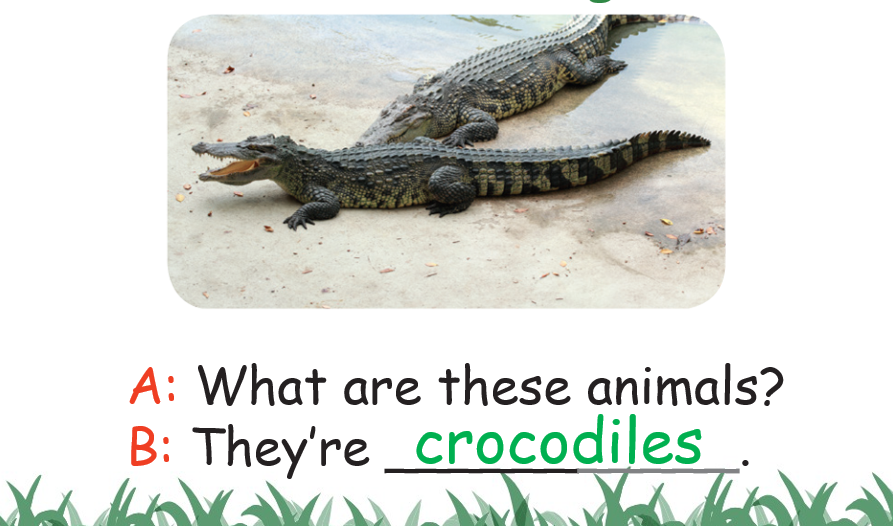 A: What are these animals?
B: They're crocodiles.